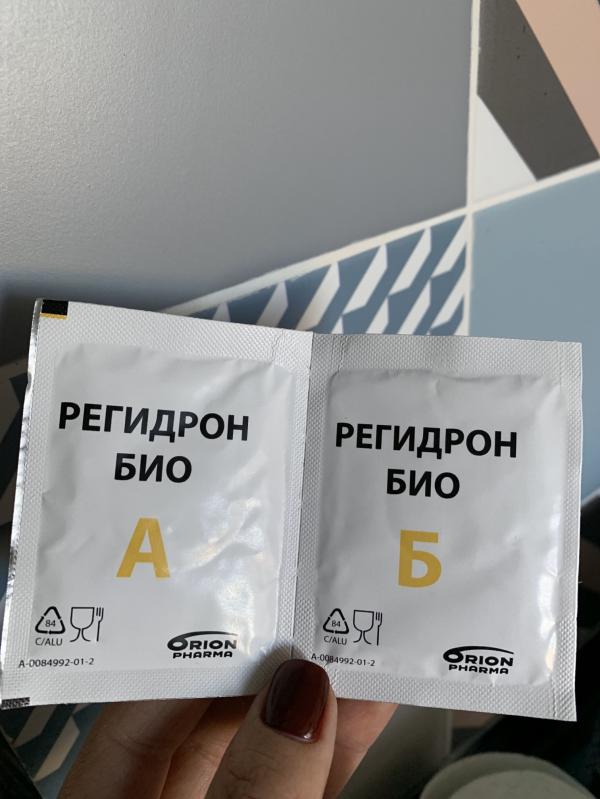 РЕГИДРОН
БИО
А
84
C/ALU
ORION
PHARMA
A-0084992-01-2
РЕГИДРОН
БИО
Б
84
C/ALU
ORION
PHARMA
A-0084992-01-2